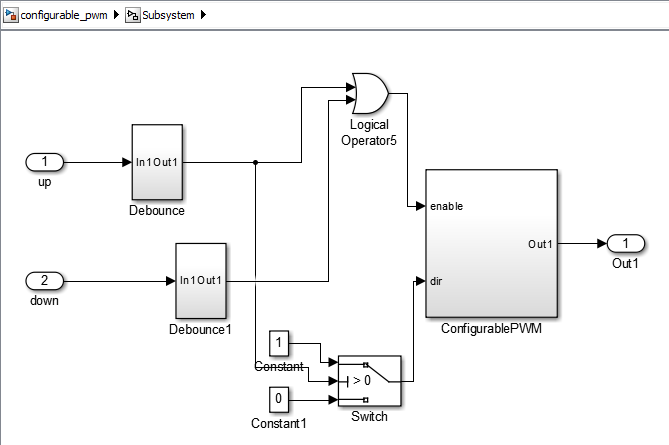 configurable_pwm Subsystem
Logical
Operator5
1
up
In1 Out1
Debounce
enable
Out1
dir
ConfigurablePWM
1
Out1
2
down
In1 Out1
Debounce1
1
Constant
> 0
Switch
0
Constant1